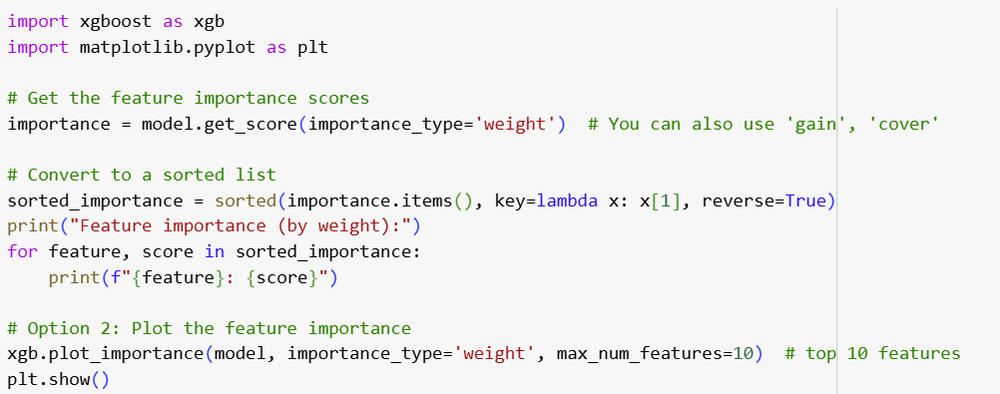 import xgboost as xgb
import matplotlib.pyplot as plt
# Get the feature importance scores
importance = model.get_score(importance_type='weight')  # You can also use 'gain', 'cover'
# Convert to a sorted list
sorted_importance = sorted(importance.items(), key=lambda x: x[1], reverse=True)
print("Feature importance (by weight):")
for feature, score in sorted_importance:
    print(f"{feature}: {score}")
# Option 2: Plot the feature importance
xgb.plot_importance(model, importance_type='weight', max_num_features=10)  # top 10 features
plt.show()